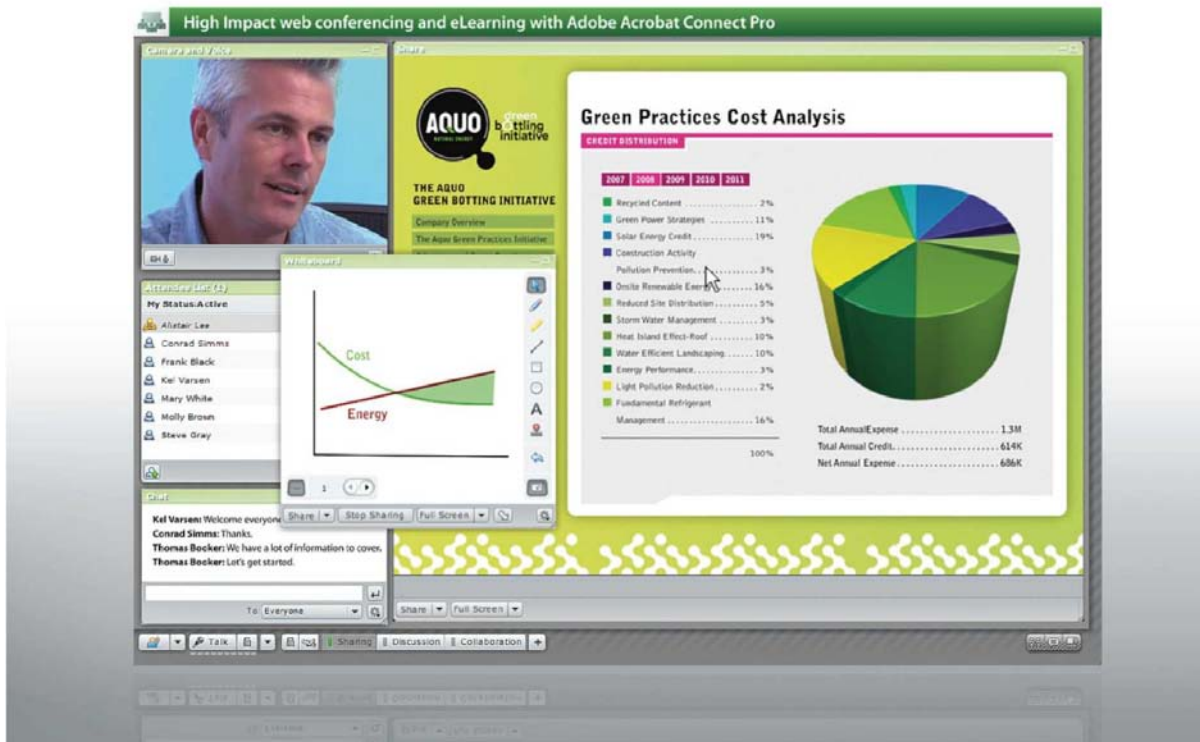 High Impact web conferencing and eLearning with Adobe Acrobat Connect Pro
Camera and Voice
Share
AQUO
NATURAL ENERGY
green
bottling
initiative
THE AQUO
GREEN BOTTING INITIATIVE
Company Overview
The Aquo Green Practices Initiative
Green Practices Cost Analysis
CREDIT DISTRIBUTION
2007 2008 2009 2010 2011
Recycled Content 2%
Green Power Strategies 11%
Solar Energy Credit 19%
Construction Activity
Pollution Prevention 3%
Onsite Renewable Energy 16%
Reduced Site Distribution 5%
Storm Water Management 3%
Heat Island Effect-Roof 10%
Water Efficient Landscaping 10%
Energy Performance 3%
Light Pollution Reduction 2%
Fundamental Refrigerant
Management 16%
100%
Total AnnualExpense 1.3M
Total Annual Credit 614K
Net Annual Expense 686K
Attendee List (1)
My Status:Active
Alistair Lee
Conrad Simms
Frank Black
Kel Varsen
Mary White
Molly Brown
Steve Gray
Whiteboard
Cost
Energy
A
1
Share Stop Sharing Full Screen
Chat
Kel Varsen: Welcome everyone
Conrad Simms: Thanks.
Thomas Booker: We have a lot of information to cover.
Thomas Booker: Let's get started.
To Everyone
Share Full Screen
Talk Sharing Discussion Collaboration +